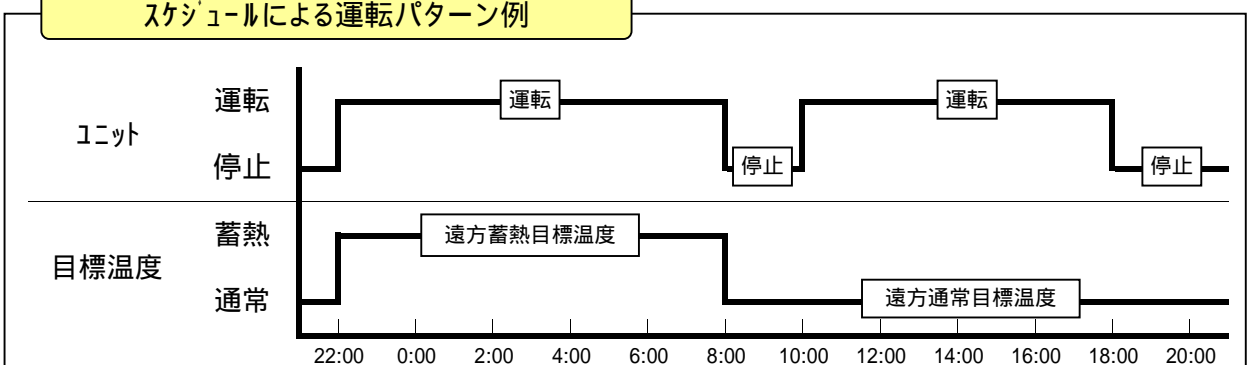 ｽｹｼﾞｭｰﾙによる運転パターン例
運転
運転
運転
ﾕﾆｯﾄ
停止
停止
停止
蓄熱
遠方蓄熱目標温度
目標温度
通常
遠方通常目標温度
22:00 0:00 2:00 4:00 6:00 8:00 10:00 12:00 14:00 16:00 18:00 20:00